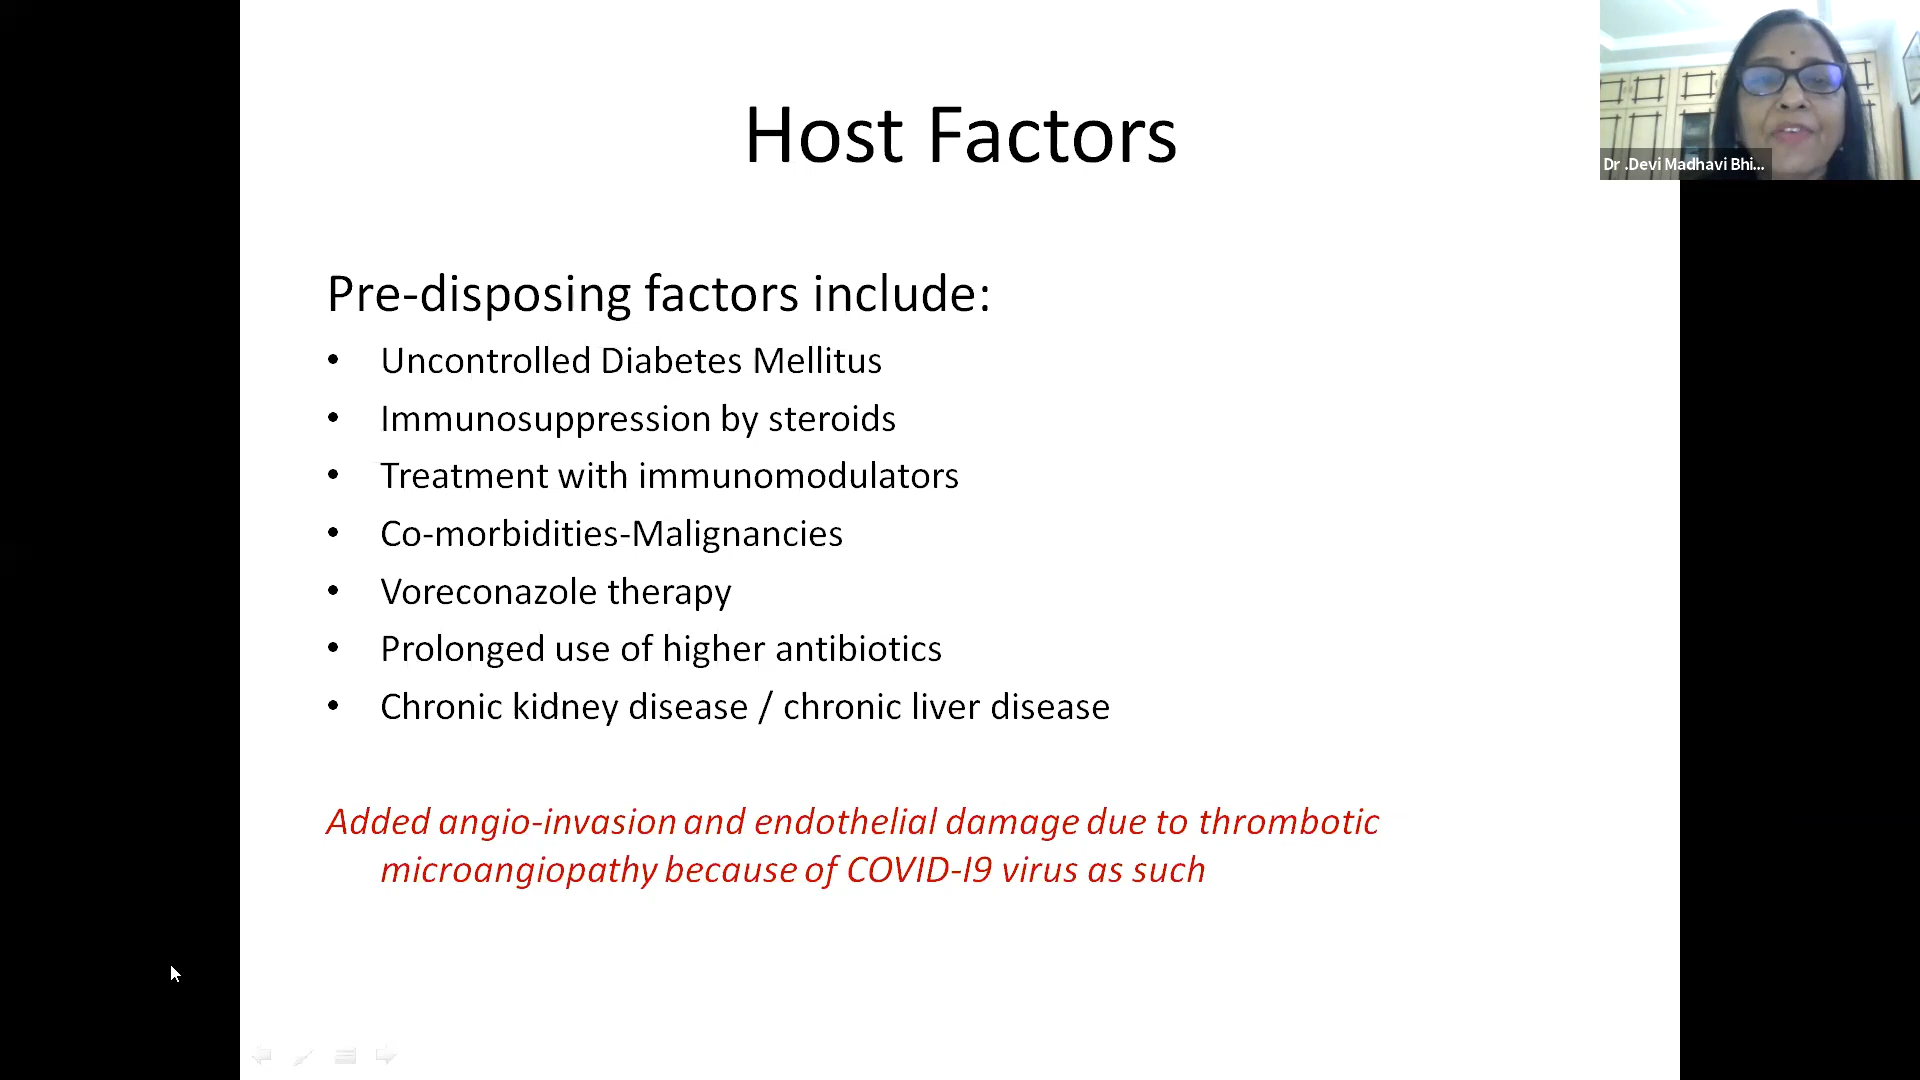 Host Factors
Dr .Devi Madhavi Bhi...
Pre-disposing factors include:
• Uncontrolled Diabetes Mellitus
• Immunosuppression by steroids
• Treatment with immunomodulators
• Co-morbidities-Malignancies
• Voreconazole therapy
• Prolonged use of higher antibiotics
• Chronic kidney disease / chronic liver disease
Added angio-invasion and endothelial damage due to thrombotic
microangiopathy because of COVID-I9 virus as such